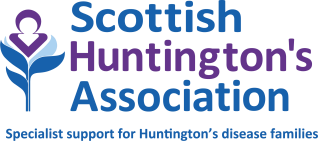 Scottish
Huntington's
Association
Specialist support for Huntington's disease families